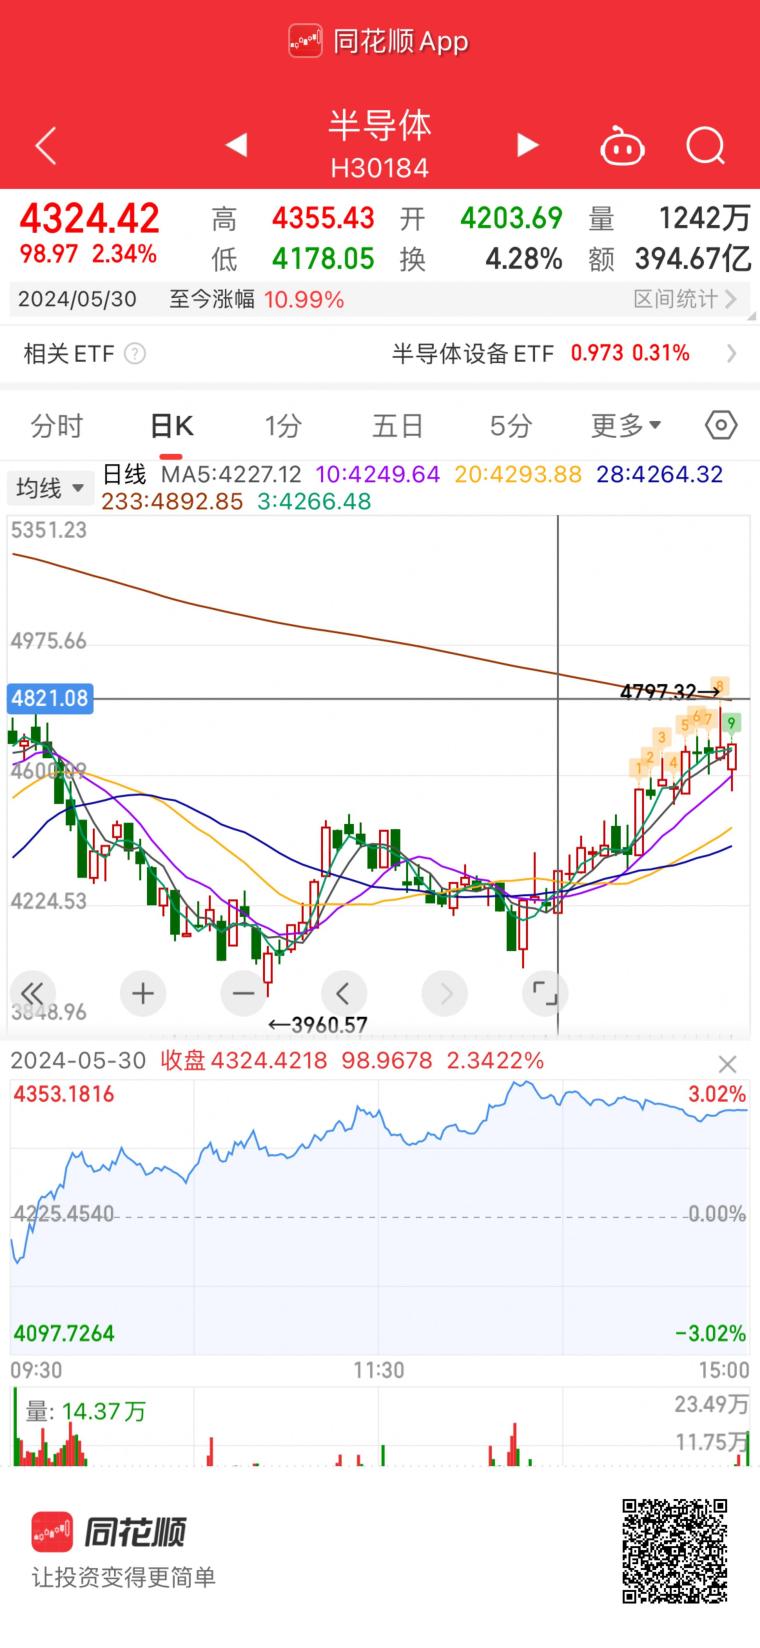 同花顺App
半导体
H30184
4324.42 高 4355.43 开 4203.69 量 1242万
98.97 2.34% 低 4178.05 换 4.28% 额 394.67亿
2024/05/30 至今涨幅 10.99% 区间统计
相关ETF ? 半导体设备ETF 0.973 0.31%
分时 日K 1分 五日 5分 更多
均线 日线 MA5:4227.12 10:4249.64 20:4293.88 28:4264.32
233:4892.85 3:4266.48
5351.23
4975.66
4821.08 4797.32→ 8
5 6 7 9
3
1 2 4
4600.09
4224.53
3848.96
←3960.57
2024-05-30 收盘 4324.4218 98.9678 2.3422%
4353.1816 3.02%
4225.4540 0.00%
4097.7264 -3.02%
09:30 11:30 15:00
量: 14.37万 23.49万
11.75万
同花顺
让投资变得更简单